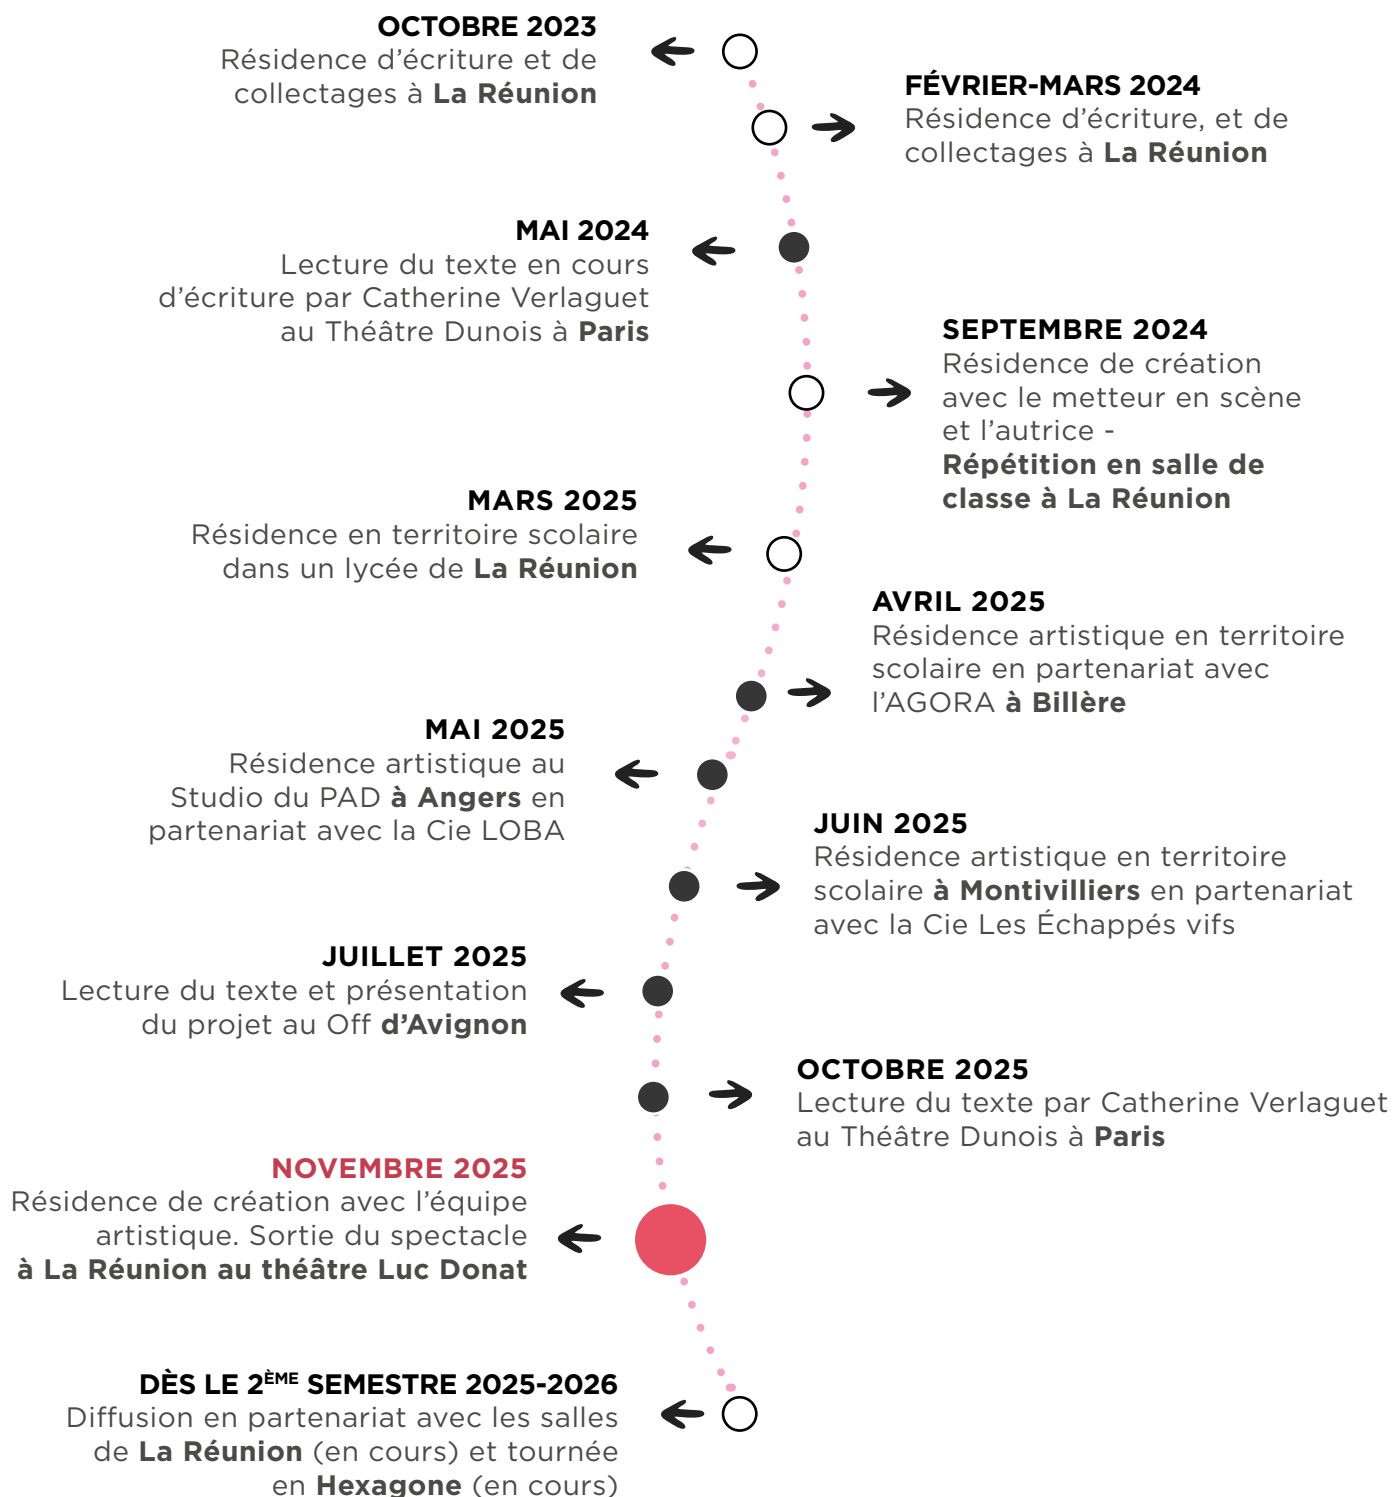 OCTOBRE 2023
Résidence d’écriture et de
collectages à La Réunion
FÉVRIER-MARS 2024
Résidence d’écriture, et de
collectages à La Réunion
MAI 2024
Lecture du texte en cours
d’écriture par Catherine Verlaguet
au Théâtre Dunois à Paris
SEPTEMBRE 2024
Résidence de création
avec le metteur en scène
et l’autrice -
Répétition en salle de
classe à La Réunion
MARS 2025
Résidence en territoire scolaire
dans un lycée de La Réunion
AVRIL 2025
Résidence artistique en territoire
scolaire en partenariat avec
l’AGORA à Billère
MAI 2025
Résidence artistique au
Studio du PAD à Angers en
partenariat avec la Cie LOBA
JUIN 2025
Résidence artistique en territoire
scolaire à Montivilliers en partenariat
avec la Cie Les Échappés vifs
JUILLET 2025
Lecture du texte et présentation
du projet au Off d’Avignon
OCTOBRE 2025
Lecture du texte par Catherine Verlaguet
au Théâtre Dunois à Paris
NOVEMBRE 2025
Résidence de création avec l’équipe
artistique. Sortie du spectacle
à La Réunion au théâtre Luc Donat
DÈS LE 2ÈME SEMESTRE 2025-2026
Diffusion en partenariat avec les salles
de La Réunion (en cours) et tournée
en Hexagone (en cours)